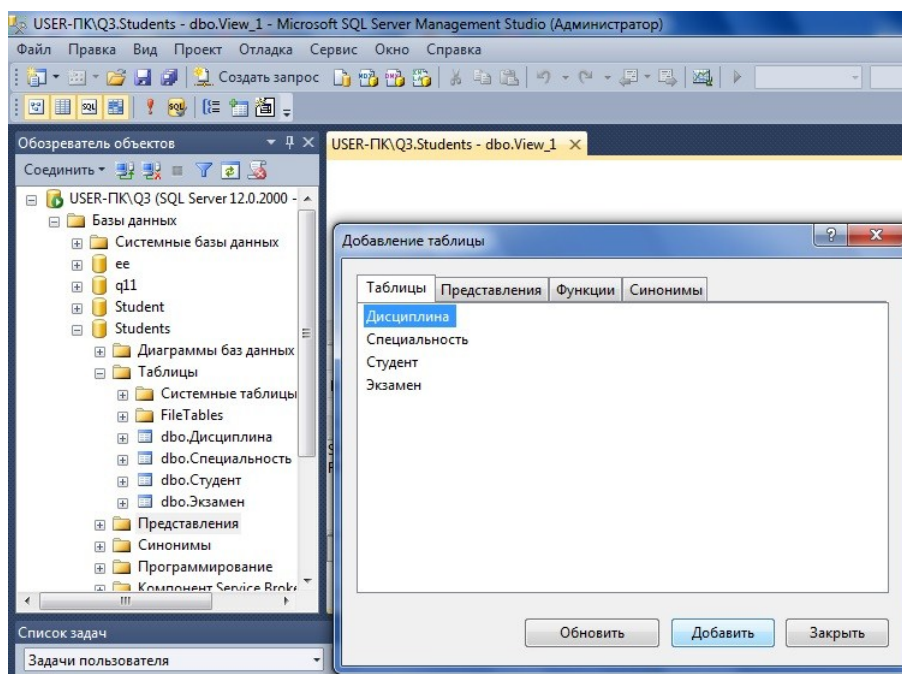 USER-ПК\Q3.Students - dbo.View_1 - Microsoft SQL Server Management Studio (Администратор)
Файл Правка Вид Проект Отладка Сервис Окно Справка
Создать запрос
Обозреватель объектов
Соединить
USER-ПК\Q3 (SQL Server 12.0.2000 -
Базы данных
Системные базы данных
ee
q11
Student
Students
Диаграммы баз данных
Таблицы
Системные таблицы
FileTables
dbo.Дисциплина
dbo.Специальность
dbo.Студент
dbo.Экзамен
Представления
Синонимы
Программирование
Компонент Service Broke
Список задач
Задачи пользователя
USER-ПК\Q3.Students - dbo.View_1
Добавление таблицы
Таблицы Представления Функции Синонимы
Дисциплина
Специальность
Студент
Экзамен
Обновить Добавить Закрыть